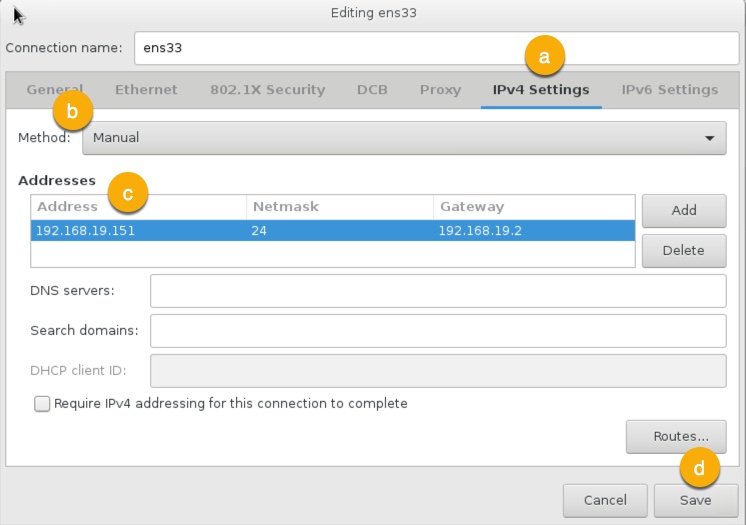 Editing ens33
Connection name: ens33
a
General Ethernet 802.1X Security DCB Proxy IPv4 Settings IPv6 Settings
b
Method: Manual
Addresses
c
Address Netmask Gateway Add
192.168.19.151 24 192.168.19.2
Delete
DNS servers:
Search domains:
DHCP client ID:
Require IPv4 addressing for this connection to complete
Routes...
d
Cancel Save